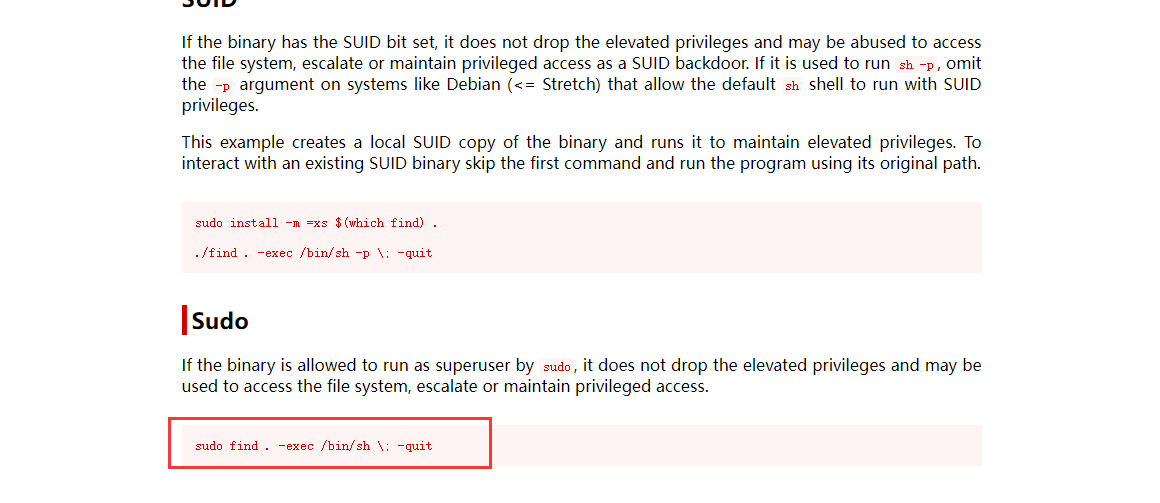 SUID
If the binary has the SUID bit set, it does not drop the elevated privileges and may be abused to access
the file system, escalate or maintain privileged access as a SUID backdoor. If it is used to run sh -p, omit
the -p argument on systems like Debian (<= Stretch) that allow the default sh shell to run with SUID
privileges.
This example creates a local SUID copy of the binary and runs it to maintain elevated privileges. To
interact with an existing SUID binary skip the first command and run the program using its original path.
sudo install -m =xs $(which find) .
./find . -exec /bin/sh -p \; -quit
Sudo
If the binary is allowed to run as superuser by sudo, it does not drop the elevated privileges and may be
used to access the file system, escalate or maintain privileged access.
sudo find . -exec /bin/sh \; -quit